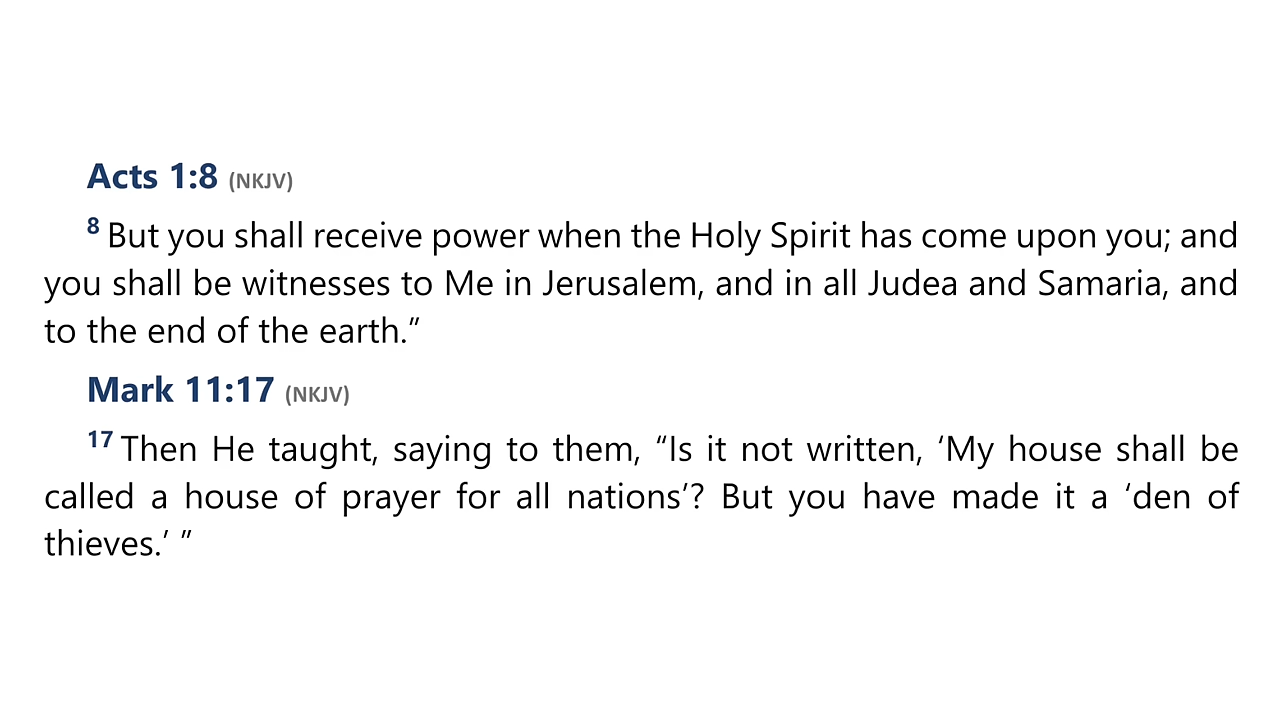 Acts 1:8 (NKJV)
8 But you shall receive power when the Holy Spirit has come upon you; and
you shall be witnesses to Me in Jerusalem, and in all Judea and Samaria, and
to the end of the earth.”
Mark 11:17 (NKJV)
17 Then He taught, saying to them, “Is it not written, ‘My house shall be
called a house of prayer for all nations’? But you have made it a ‘den of
thieves.’ ”